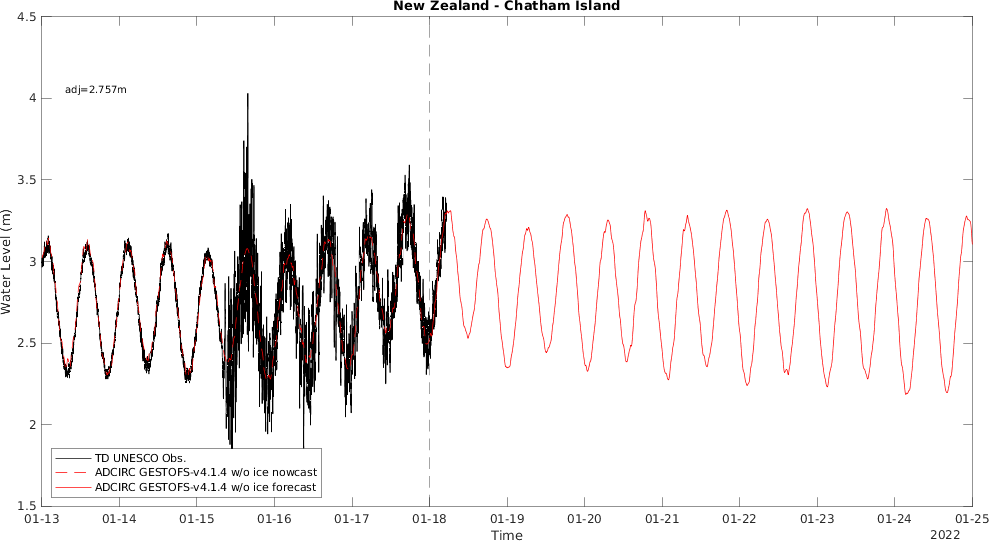 New Zealand - Chatham Island
4.5
4
3.5
3
2.5
2
1.5
Water Level (m)
adj=2.757m
TD UNESCO Obs.
ADCIRC GESTOFS-v4.1.4 w/o ice nowcast
ADCIRC GESTOFS-v4.1.4 w/o ice forecast
01-13 01-14 01-15 01-16 01-17 01-18 01-19 01-20 01-21 01-22 01-23 01-24 01-25
Time
2022